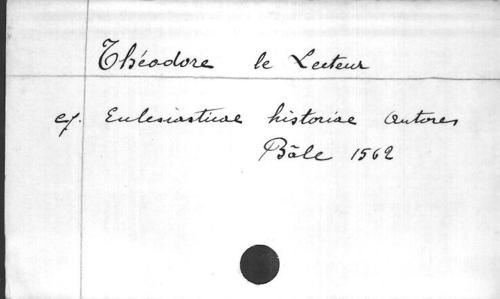 Théodore le Lecteur
cf. Ecclesiasticae historiae autores
Bâle 1562